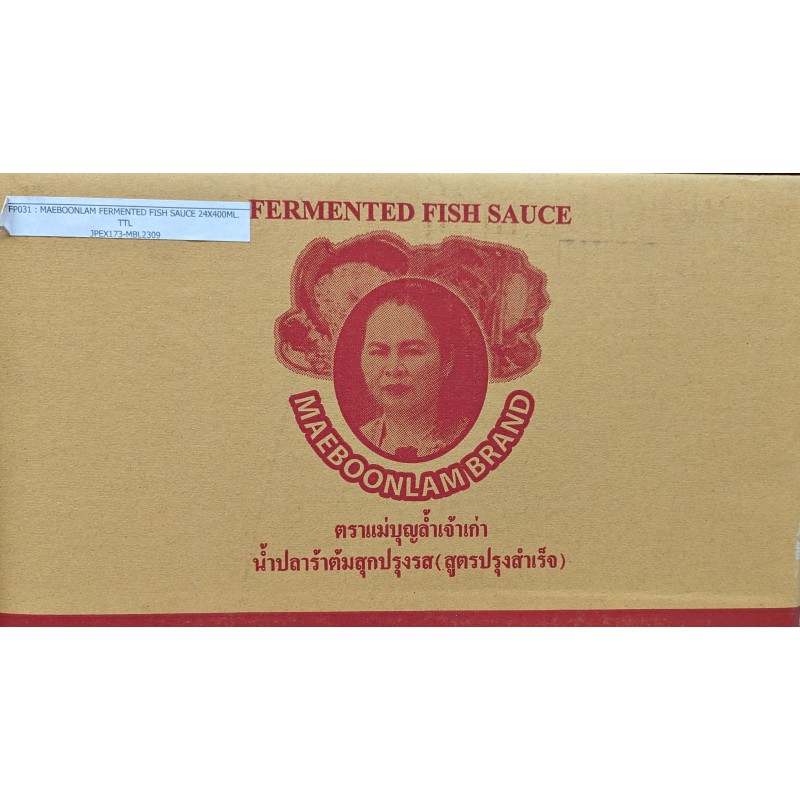 FP031 : MAEBOONLAM FERMENTED FISH SAUCE 24X400ML.
TTL
JPEX173-MBL2309
FERMENTED FISH SAUCE
MAEBOONLAM BRAND
ตราแม่บุญล้ำเจ้าเก่า
น้ำปลาร้าต้มสุกปรุงรส(สูตรปรุงสำเร็จ)